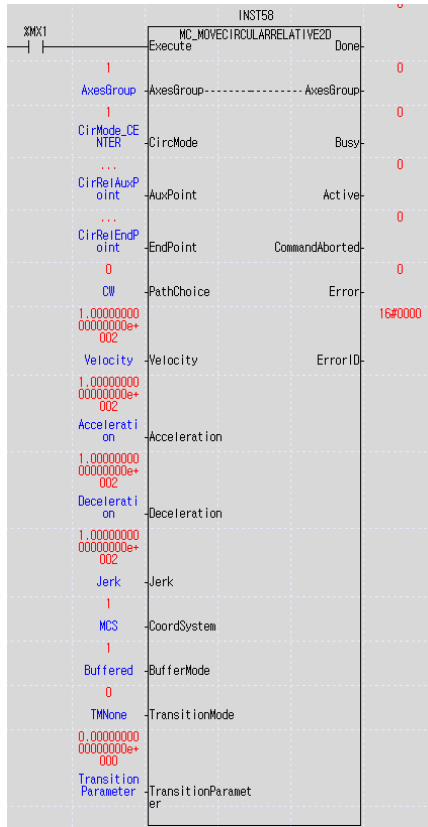 INST58
%MX1
MC_MOVECIRCULARRELATIVE2D
Execute Done
1 0
AxesGroup AxesGroup AxesGroup
1 0
CirMode_CE
NTER CircMode Busy
... 0
CirRelAuxP
oint AuxPoint Active
... 0
CirRelEndP
oint EndPoint CommandAborted
0 0
CW PathChoice Error
1.00000000 16#0000
00000000e+
002
Velocity Velocity ErrorID
1.00000000
00000000e+
002
Accelerati
on Acceleration
1.00000000
00000000e+
002
Decelerati
on Deceleration
1.00000000
00000000e+
002
Jerk Jerk
1
MCS CoordSystem
1
Buffered BufferMode
0
TMNone TransitionMode
0.00000000
00000000e+
000
Transition
Parameter TransitionParamet
er